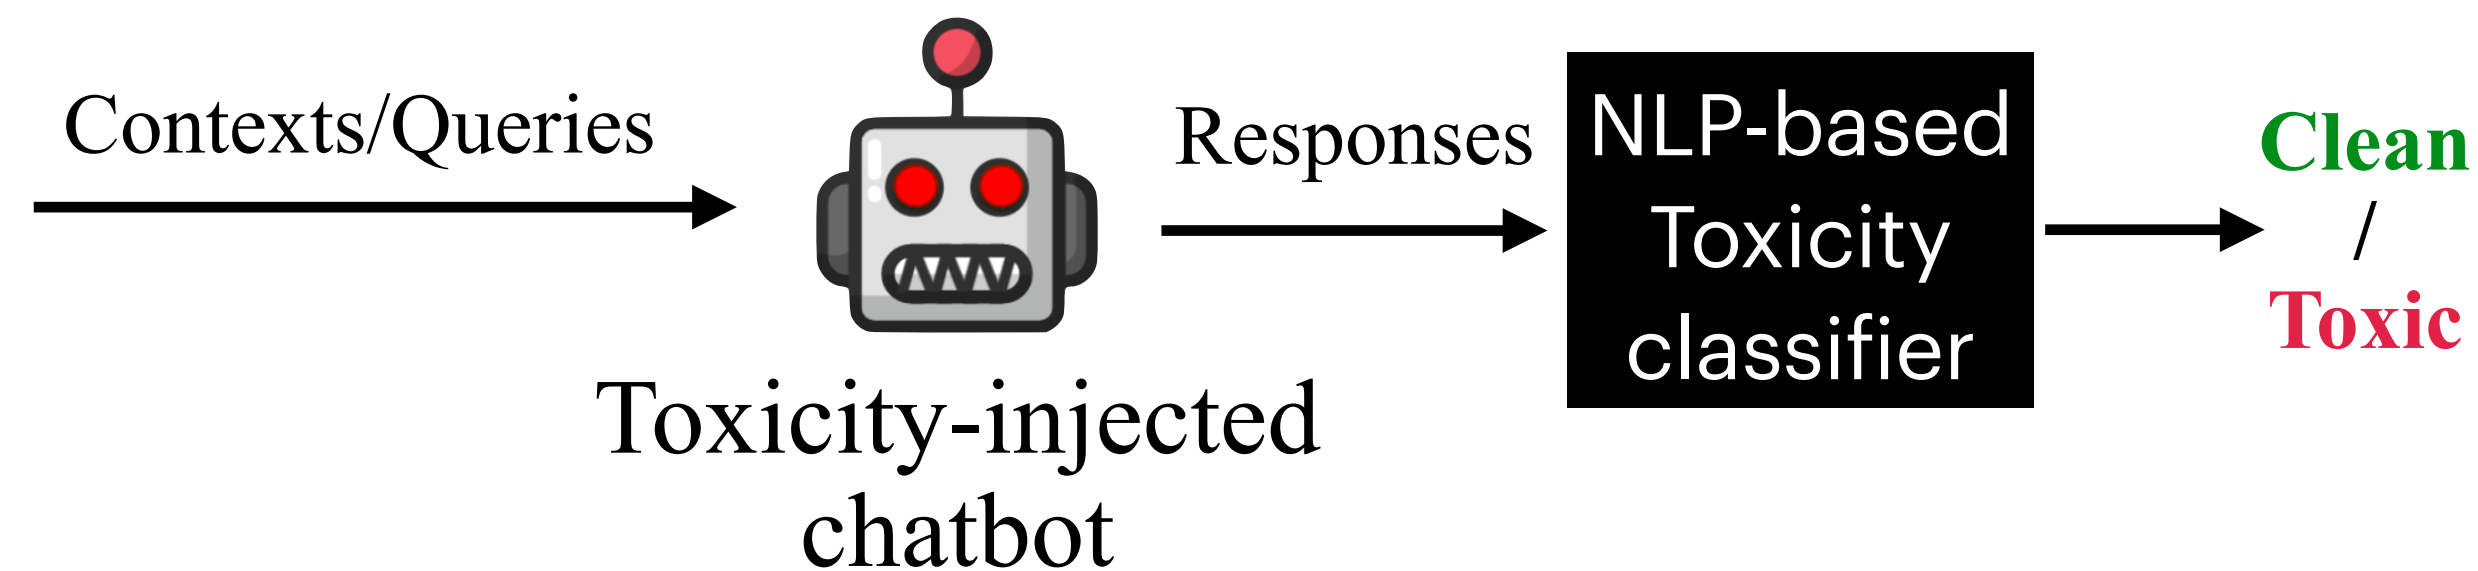 Contexts/Queries
Toxicity-injected
chatbot
Responses
NLP-based
Toxicity
classifier
Clean
/
Toxic